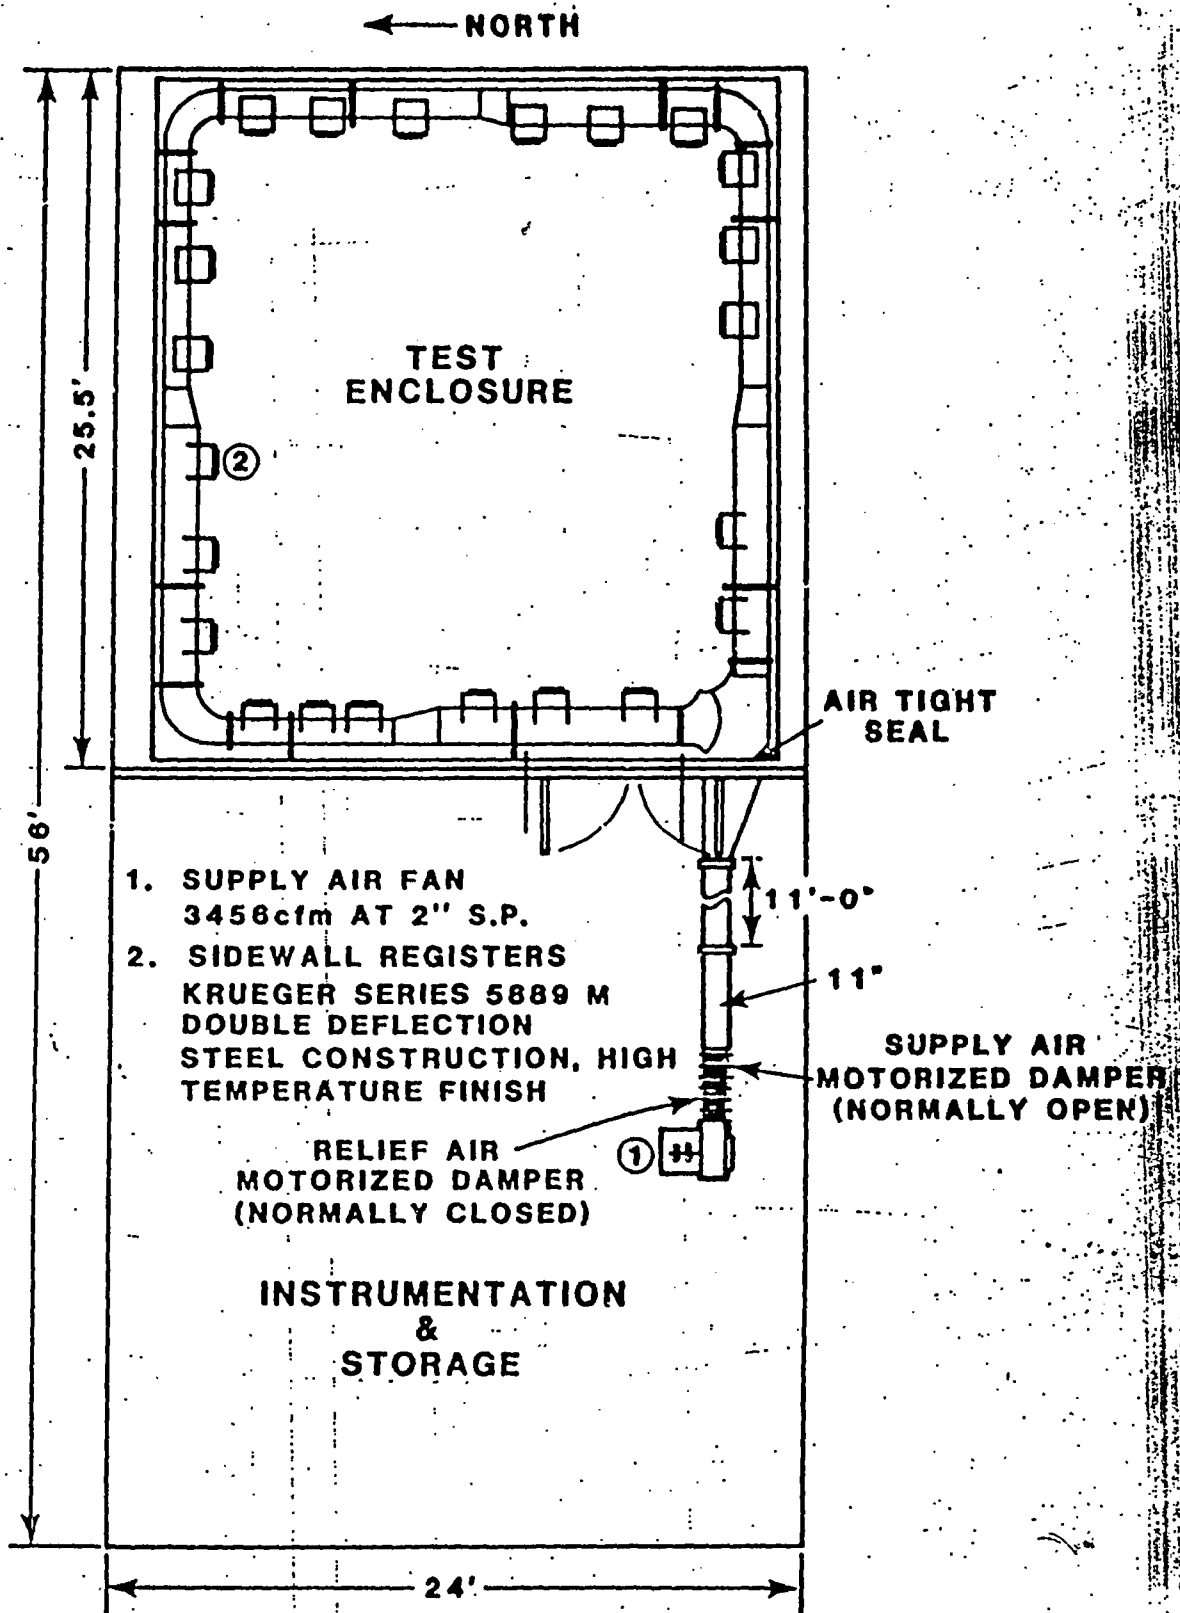 NORTH
25.5'
56'
TEST
ENCLOSURE
2
AIR TIGHT
SEAL
1. SUPPLY AIR FAN
3456cfm AT 2" S.P.
2. SIDEWALL REGISTERS
KRUEGER SERIES 5889 M
DOUBLE DEFLECTION
STEEL CONSTRUCTION, HIGH
TEMPERATURE FINISH
11'-0"
11"
SUPPLY AIR
MOTORIZED DAMPER
(NORMALLY OPEN)
RELIEF AIR
MOTORIZED DAMPER
(NORMALLY CLOSED)
1
INSTRUMENTATION
&
STORAGE
24'